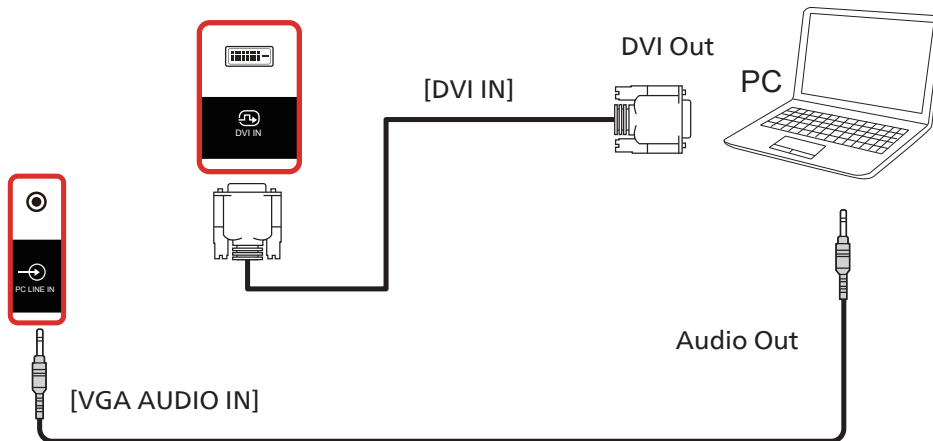 DVI Out
PC
[DVI IN]
DVI IN
PC LINE IN
Audio Out
[VGA AUDIO IN]